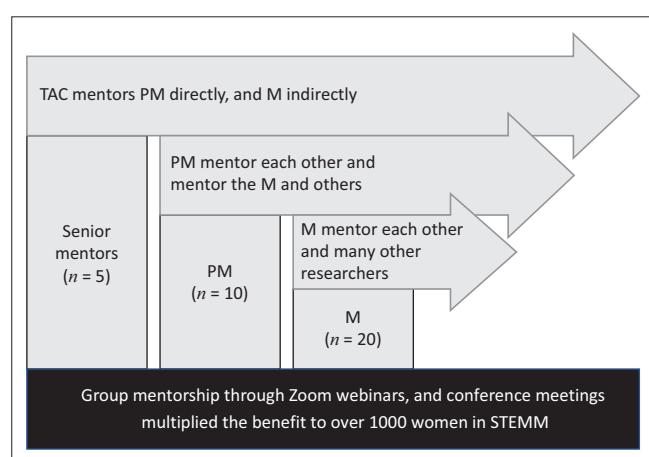 TAC mentors PM directly, and M indirectly
PM mentor each other and
mentor the M and others
M mentor each other
and many other
researchers
Senior
mentors
(n = 5)
PM
(n = 10)
M
(n = 20)
Group mentorship through Zoom webinars, and conference meetings
multiplied the benefit to over 1000 women in STEMM